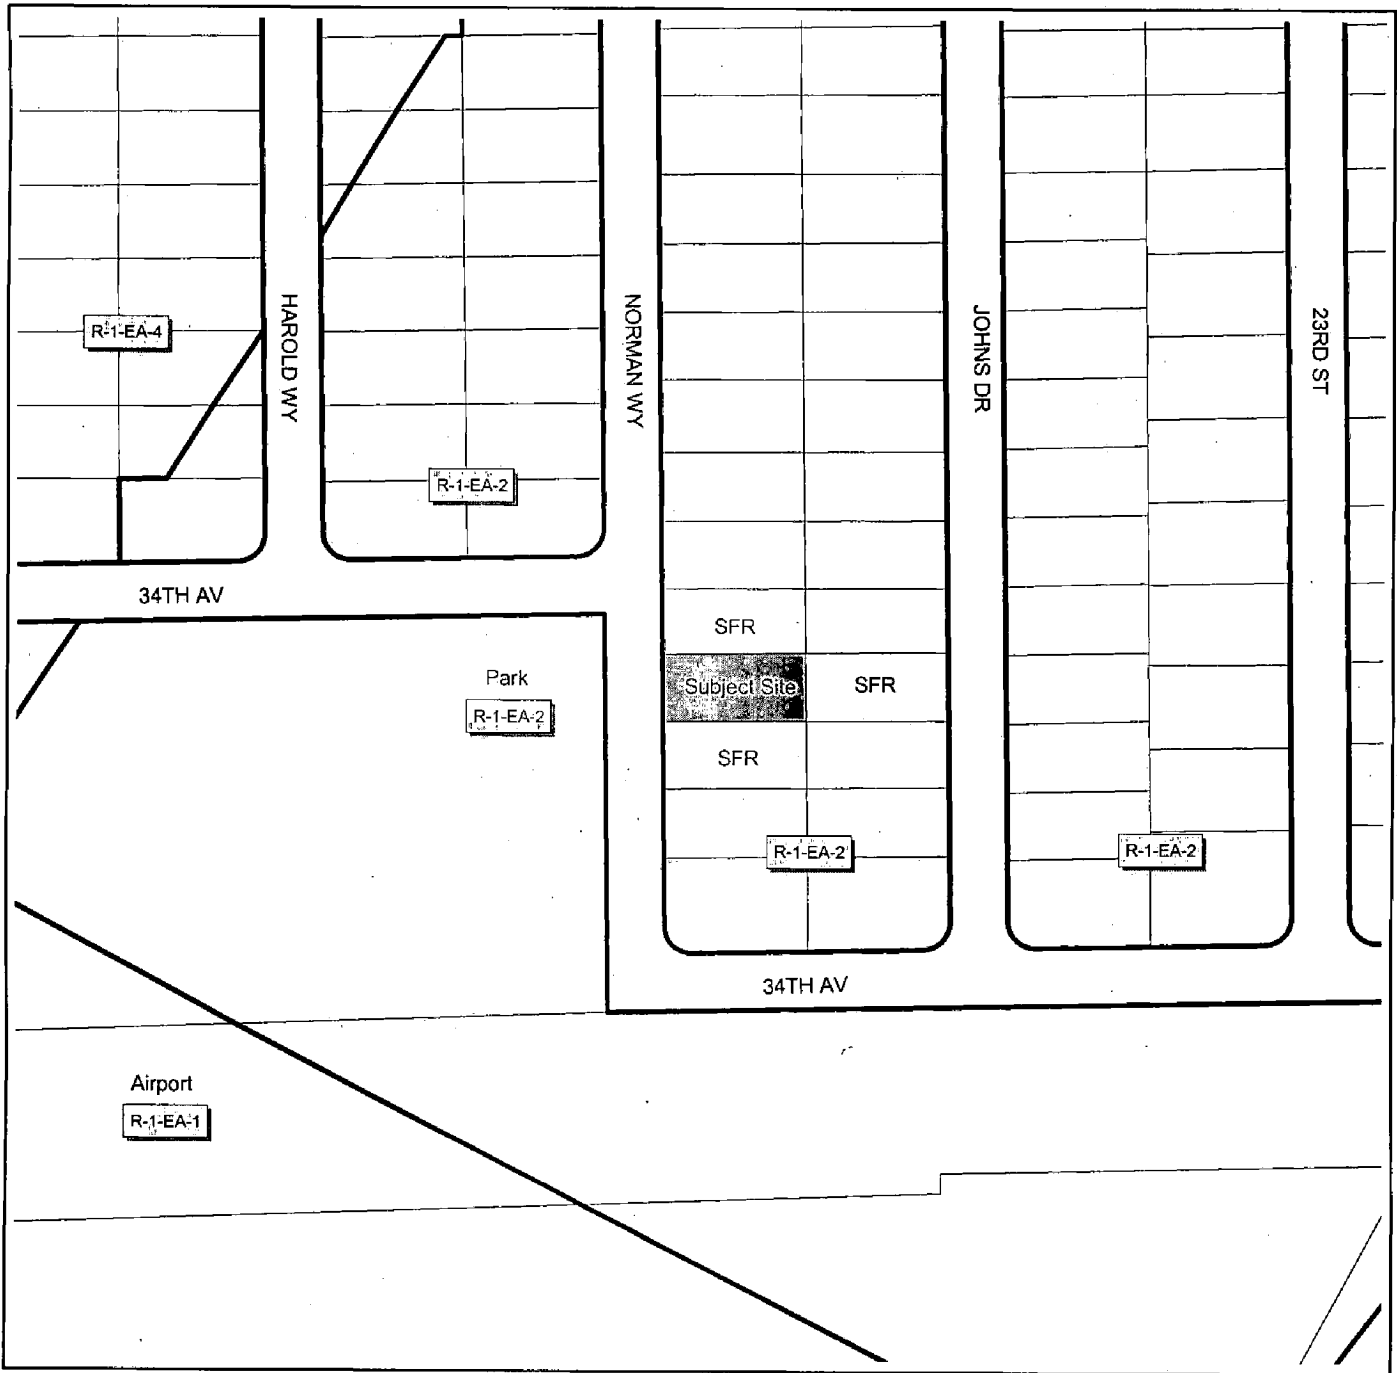 HAROLD WY
NORMAN WY
JOHNS DR
23RD ST
R-1-EA-4
R-1-EA-2
34TH AV
SFR
Park
Subject Site
SFR
R-1-EA-2
SFR
R-1-EA-2
R-1-EA-2
34TH AV
Airport
R-1-EA-1